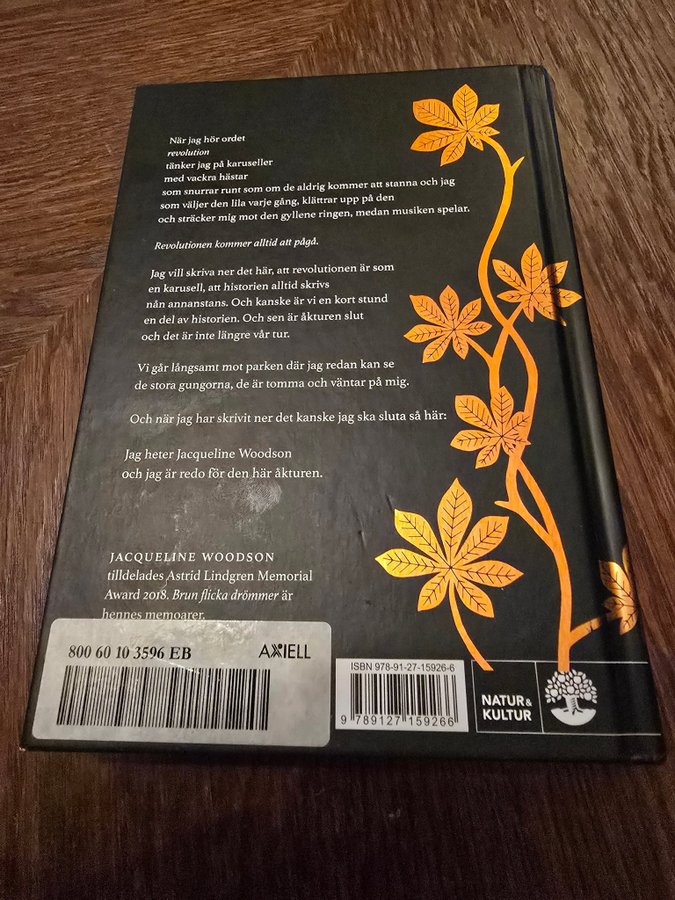 När jag hör ordet
revolution
tänker jag på karuseller
med vackra hästar
som snurrar runt som om de aldrig kommer att stanna och jag
som väljer den lila varje gång, klättrar upp på den
och sträcker mig mot den gyllene ringen, medan musiken spelar.
Revolutionen kommer alltid att pågå.
Jag vill skriva ner det här, att revolutionen är som
en karusell, att historien alltid skrivs
nån annanstans. Och kanske är vi en kort stund
en del av historien. Och sen är åkturen slut
och det är inte längre vår tur.
Vi går långsamt mot parken där jag redan kan se
de stora gungorna, de är tomma och väntar på mig.
Och när jag har skrivit ner det kanske jag ska sluta så här:
Jag heter Jacqueline Woodson
och jag är redo för den här åkturen.
JACQUELINE WOODSON
tilldelades Astrid Lindgren Memorial
Award 2018. Brun flicka drömmer är
hennes memoarer.
800 60 10 3596 EB AXIELL
ISBN 978-91-27-15926-6
9 789127 159266
NATUR &
KULTUR